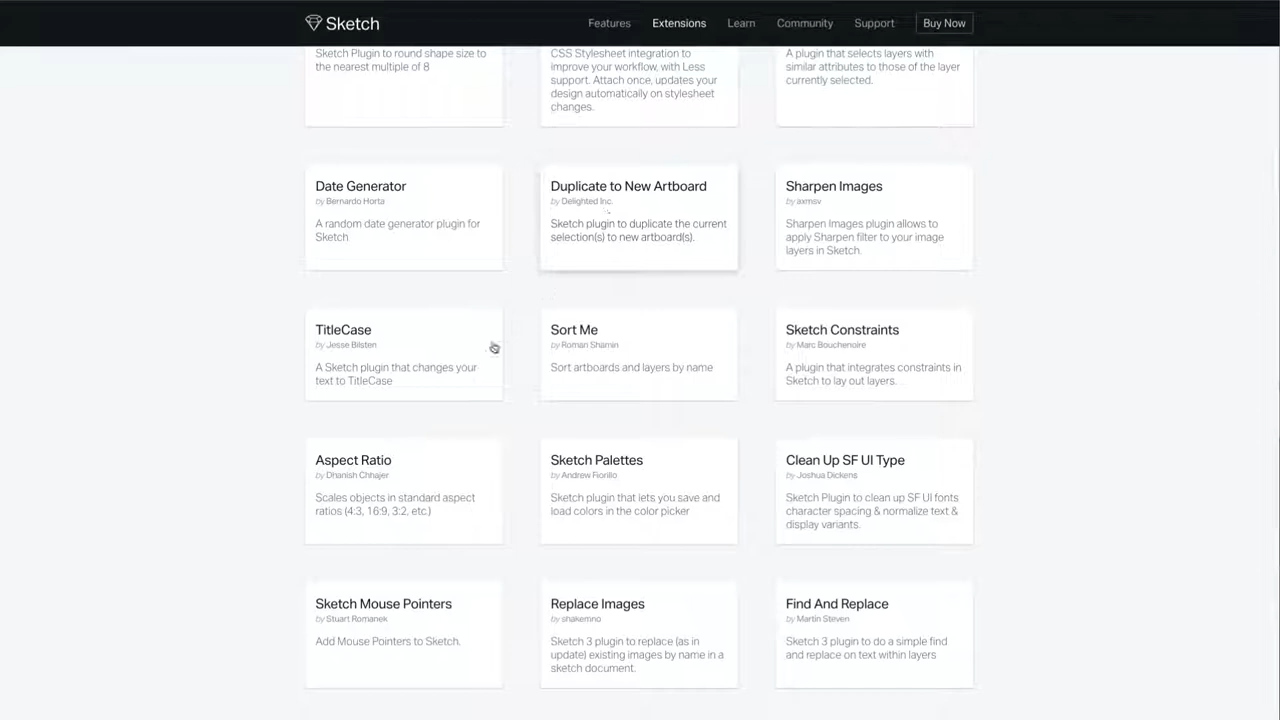 Sketch
Features Extensions Learn Community Support Buy Now
Sketch Plugin to round shape size to
the nearest multiple of 8
CSS Stylesheet integration to
improve your workflow, with Less
support. Attach once, updates your
design automatically on stylesheet
changes.
A plugin that selects layers with
similar attributes to those of the layer
currently selected.
Date Generator
by Bernardo Horta
A random date generator plugin for
Sketch.
Duplicate to New Artboard
by Delighted Inc.
Sketch plugin to duplicate the current
selection(s) to new artboard(s).
Sharpen Images
by axmsv
Sharpen Images plugin allows to
apply Sharpen filter to your image
layers in Sketch.
TitleCase
by Jesse Bilsten
A Sketch plugin that changes your
text to TitleCase
Sort Me
by Roman Shamin
Sort artboards and layers by name
Sketch Constraints
by Marc Bouchenoire
A plugin that integrates constraints in
Sketch to lay out layers.
Aspect Ratio
by Dhanish Chhajer
Scales objects in standard aspect
ratios (4:3, 16:9, 3:2, etc.)
Sketch Palettes
by Andrew Fiorillo
Sketch plugin that lets you save and
load colors in the color picker
Clean Up SF UI Type
by Joshua Dickens
Sketch Plugin to clean up SF UI fonts
character spacing & normalize text &
display variants.
Sketch Mouse Pointers
by Stuart Romanek
Add Mouse Pointers to Sketch.
Replace Images
by shakemno
Sketch 3 plugin to replace (as in
update) existing images by name in a
sketch document.
Find And Replace
by Martin Steven
Sketch 3 plugin to do a simple find
and replace on text within layers